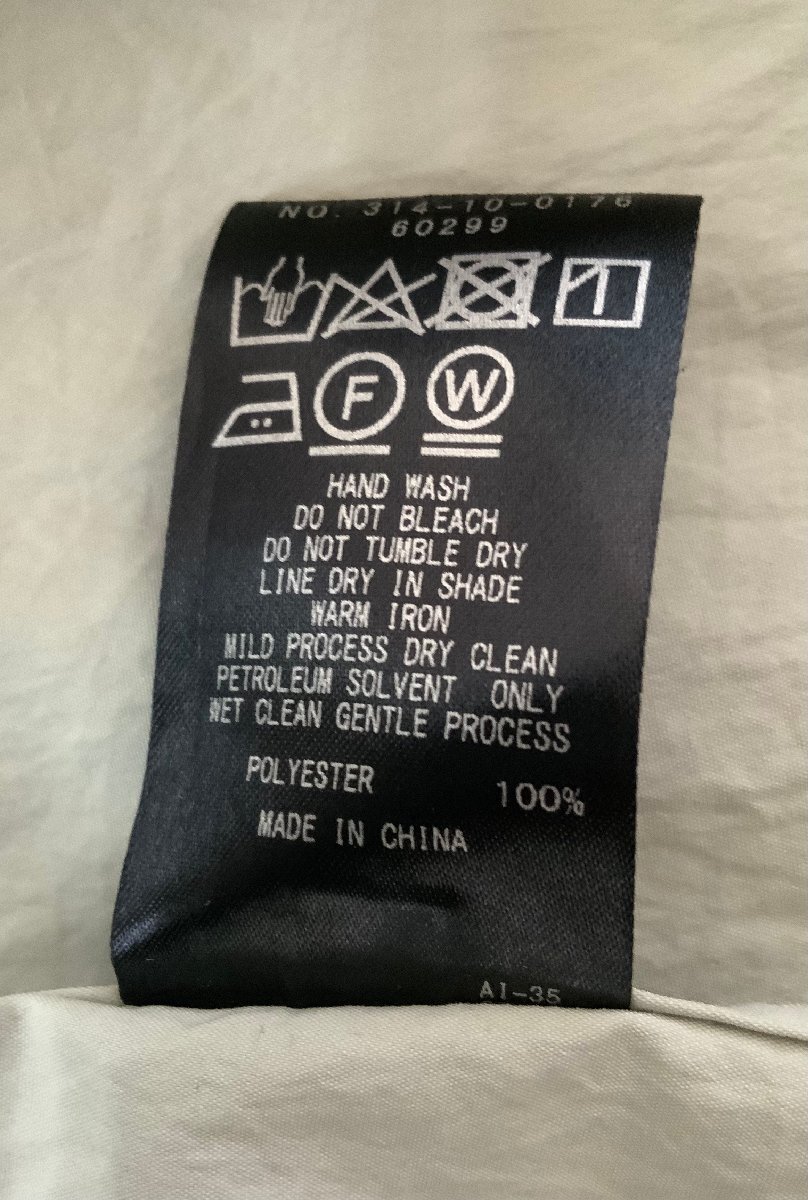 NO. 314-10-0176
60299
F W
HAND WASH
DO NOT BLEACH
DO NOT TUMBLE DRY
LINE DRY IN SHADE
WARM IRON
MILD PROCESS DRY CLEAN
PETROLEUM SOLVENT ONLY
WET CLEAN GENTLE PROCESS
POLYESTER 100%
MADE IN CHINA
AI-35